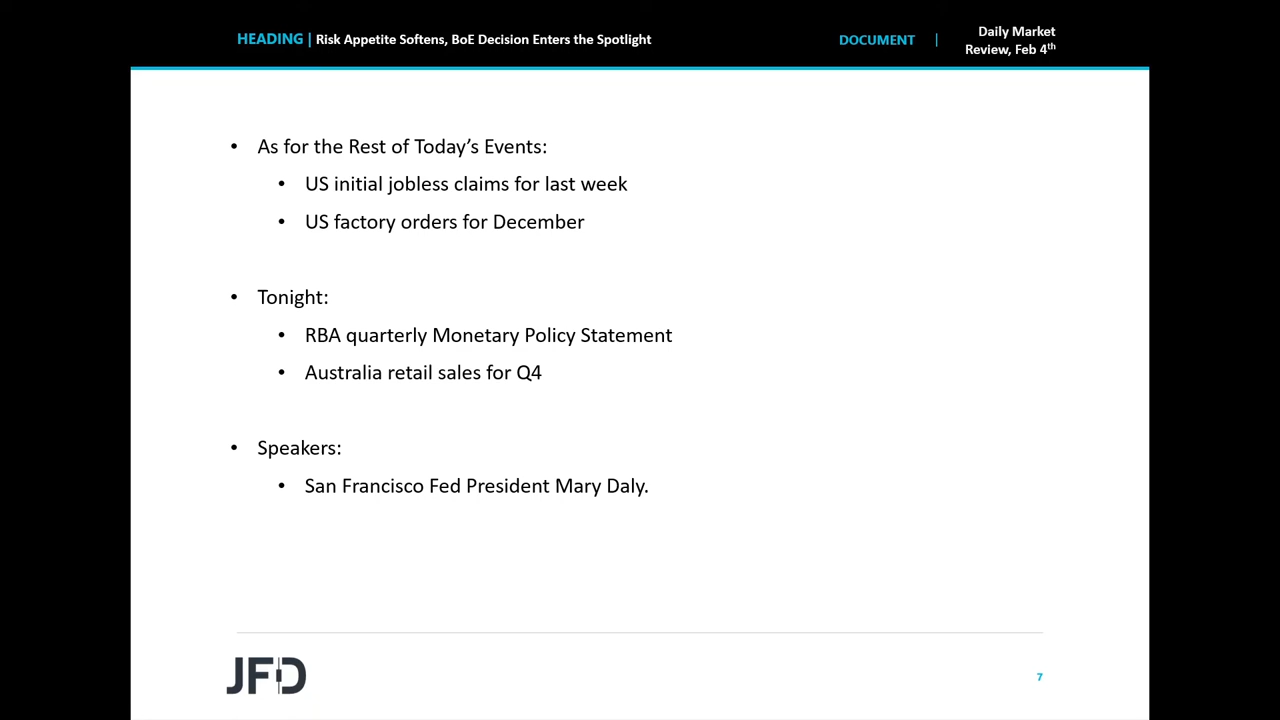 HEADING | Risk Appetite Softens, BoE Decision Enters the Spotlight
DOCUMENT |
Daily Market
Review, Feb 4th
• As for the Rest of Today’s Events:
• US initial jobless claims for last week
• US factory orders for December
• Tonight:
• RBA quarterly Monetary Policy Statement
• Australia retail sales for Q4
• Speakers:
• San Francisco Fed President Mary Daly.
JFD
7